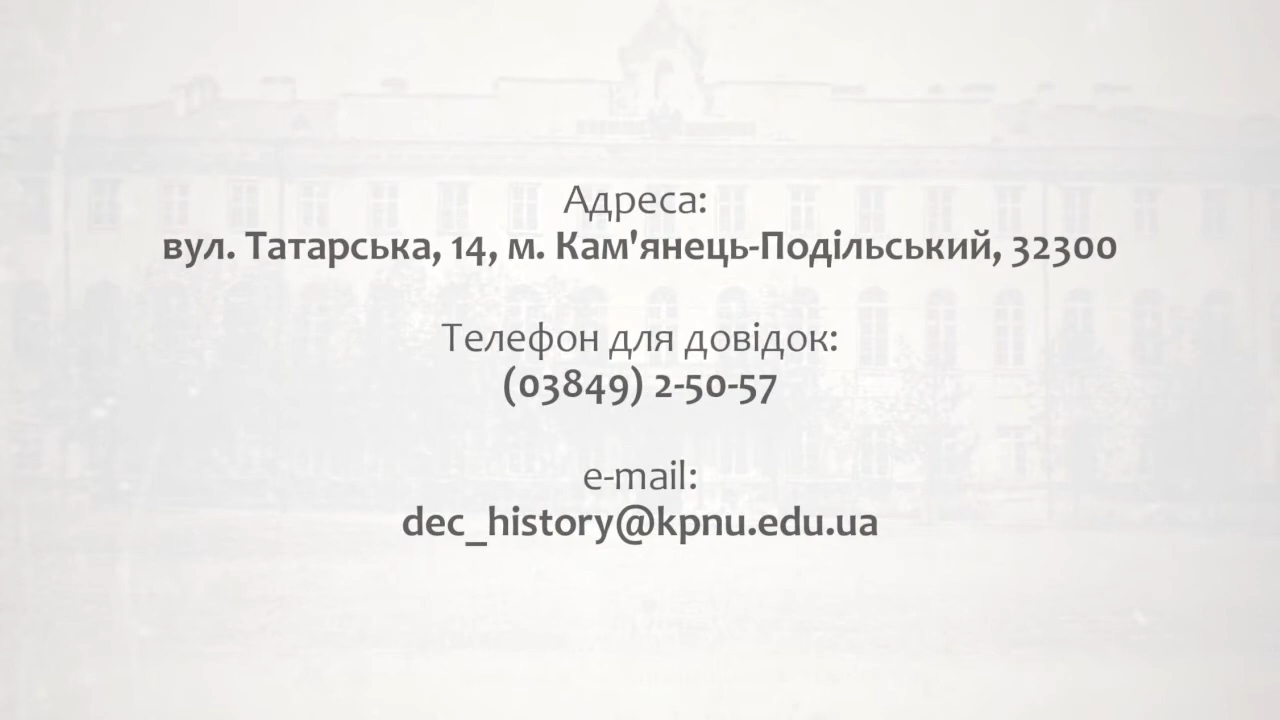 Адреса:
вул. Татарська, 14, м. Кам'янець-Подільський, 32300
Телефон для довідок:
(03849) 2-50-57
e-mail:
dec_history@kpnu.edu.ua